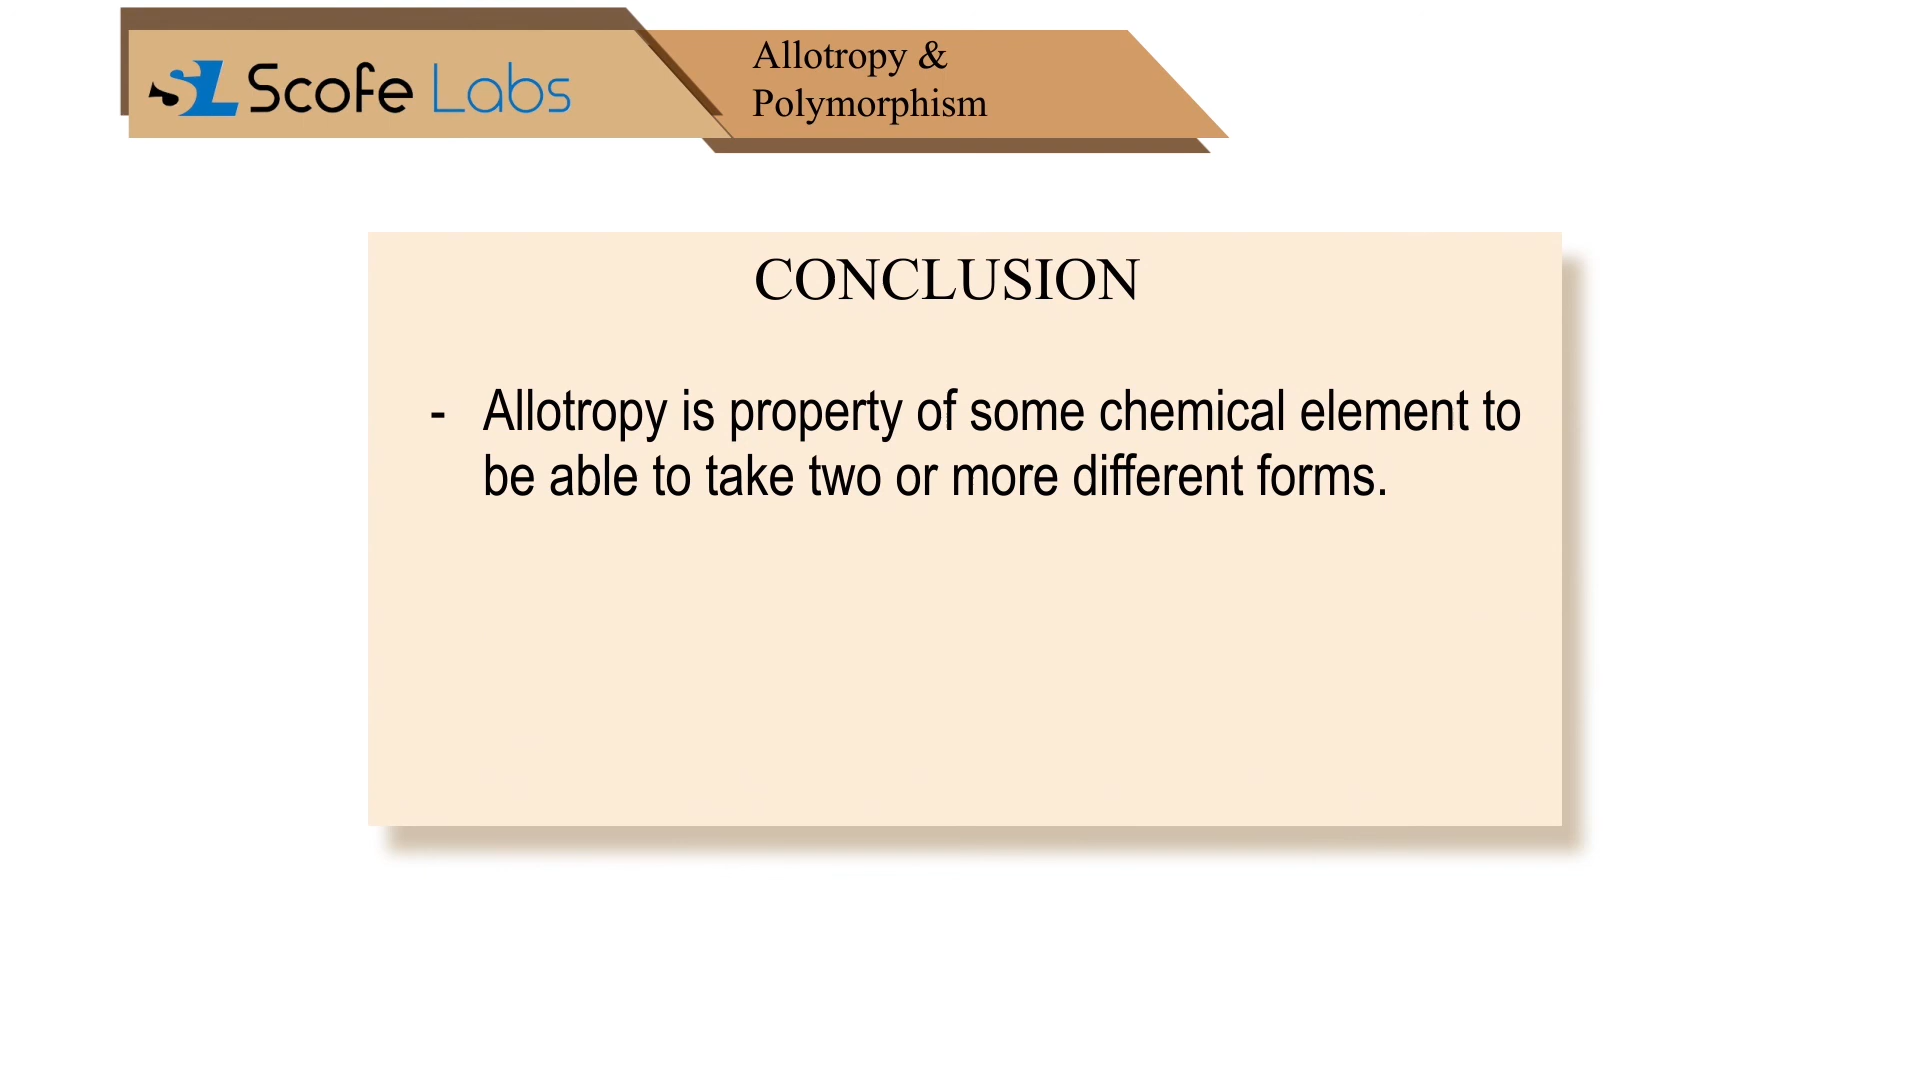 SL Scofe Labs
Allotropy &
Polymorphism
CONCLUSION
- Allotropy is property of some chemical element to
be able to take two or more different forms.